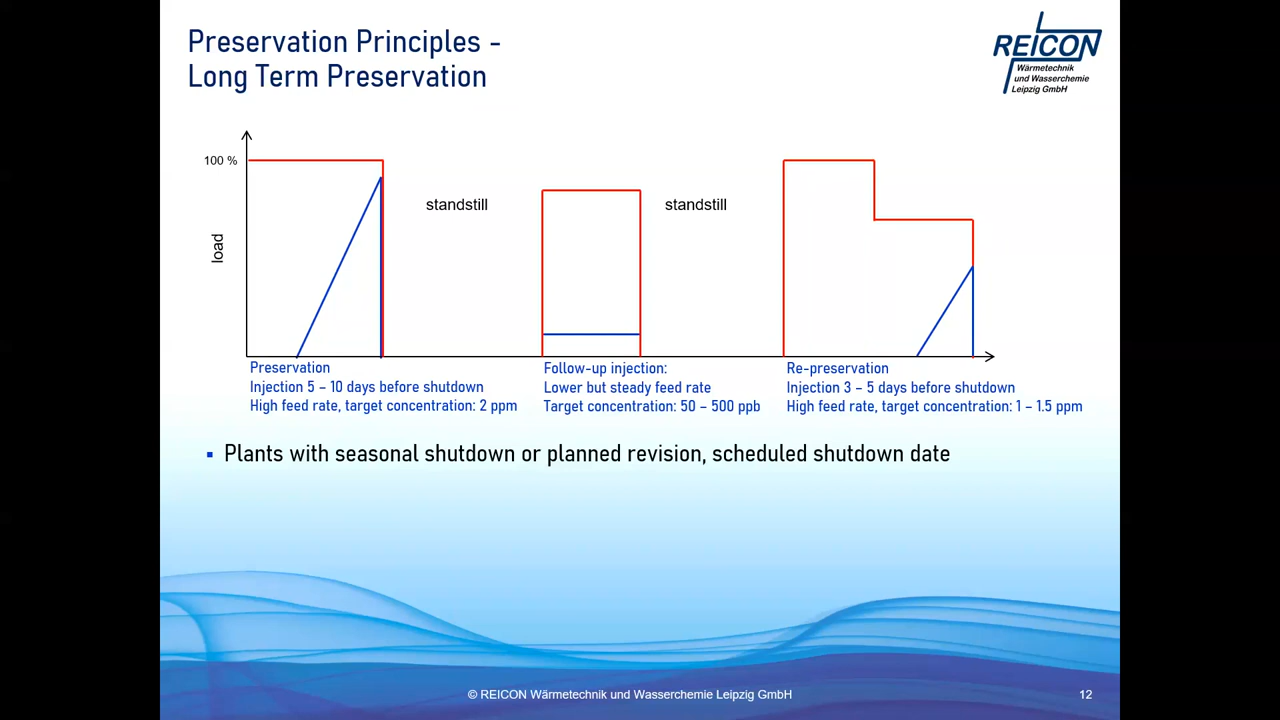 Preservation Principles -
Long Term Preservation
REICON
Wärmetechnik
und Wasserchemie
Leipzig GmbH
100 %
load
standstill
standstill
Preservation
Injection 5 – 10 days before shutdown
High feed rate, target concentration: 2 ppm
Follow-up injection:
Lower but steady feed rate
Target concentration: 50 – 500 ppb
Re-preservation
Injection 3 – 5 days before shutdown
High feed rate, target concentration: 1 – 1.5 ppm
▪ Plants with seasonal shutdown or planned revision, scheduled shutdown date
© REICON Wärmetechnik und Wasserchemie Leipzig GmbH
12